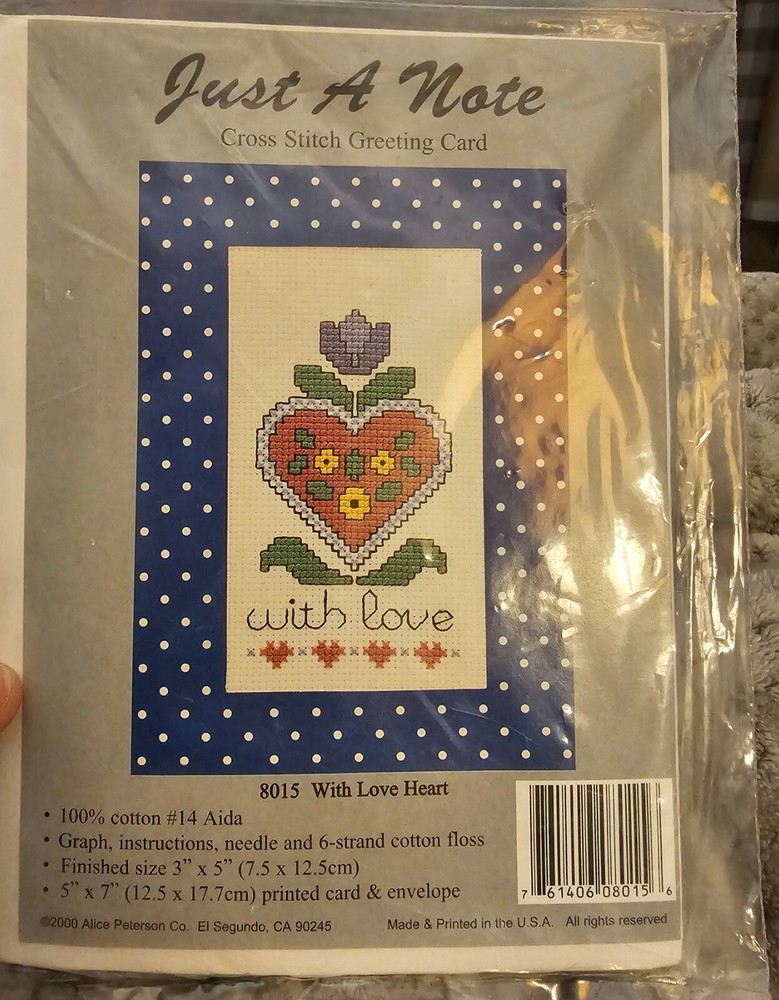 Just A Note
Cross Stitch Greeting Card
with love
8015 With Love Heart
• 100% cotton #14 Aida
• Graph, instructions, needle and 6-strand cotton floss
• Finished size 3” x 5” (7.5 x 12.5cm)
• 5” x 7” (12.5 x 17.7cm) printed card & envelope
7 61406 08015 6
©2000 Alice Peterson Co. El Segundo, CA 90245 Made & Printed in the U.S.A. All rights reserved